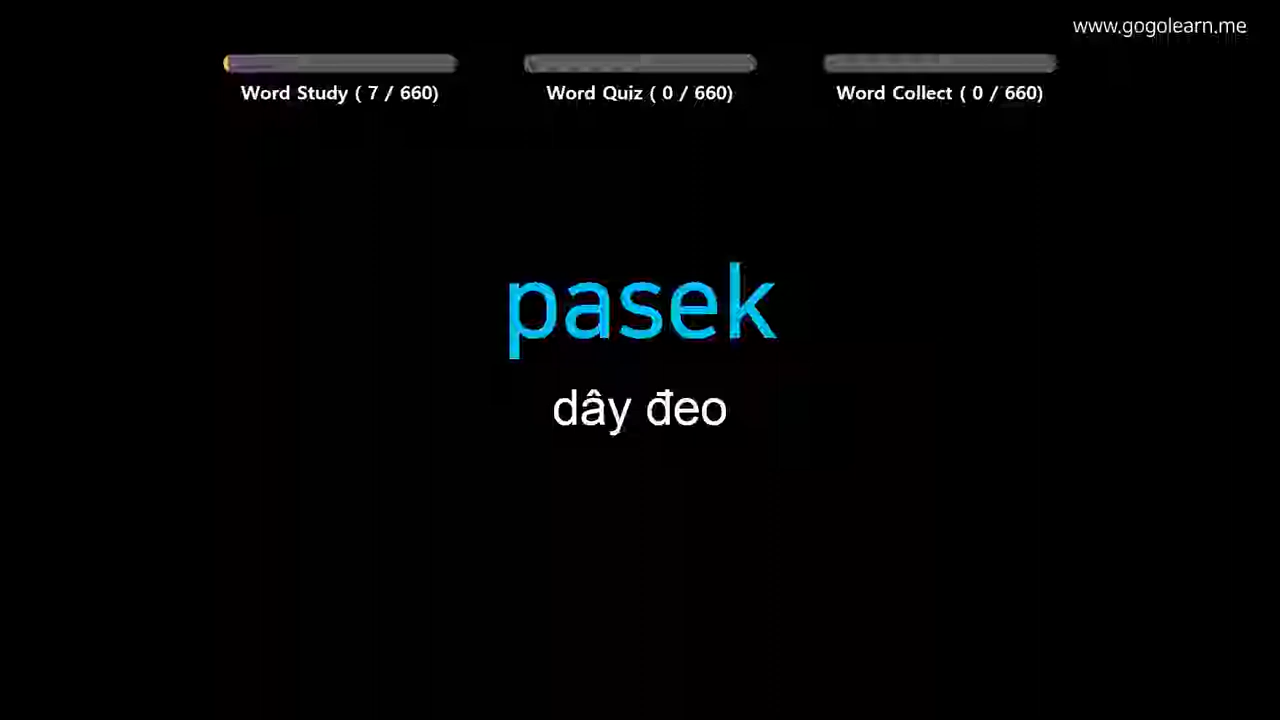 www.gogolearn.me
Word Study ( 7 / 660)
Word Quiz ( 0 / 660)
Word Collect ( 0 / 660)
pasek
dây đeo